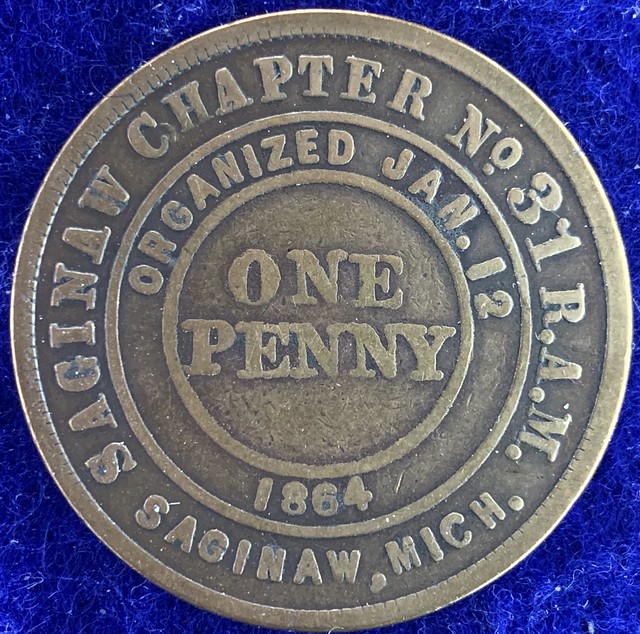 SAGINAW CHAPTER No. 31 R.A.M.
SAGINAW, MICH.
ORGANIZED JAN. 12
1864
ONE
PENNY